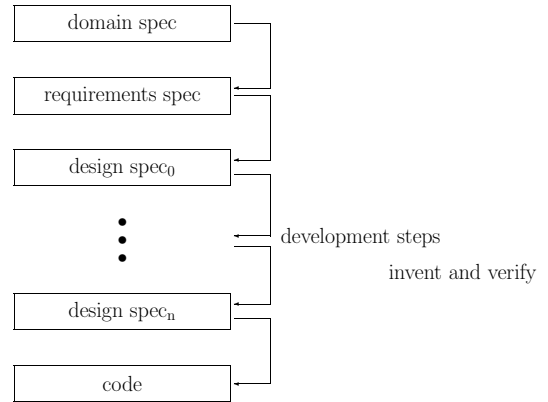 domain spec
requirements spec
design spec₀
development steps
invent and verify
design specₙ
code